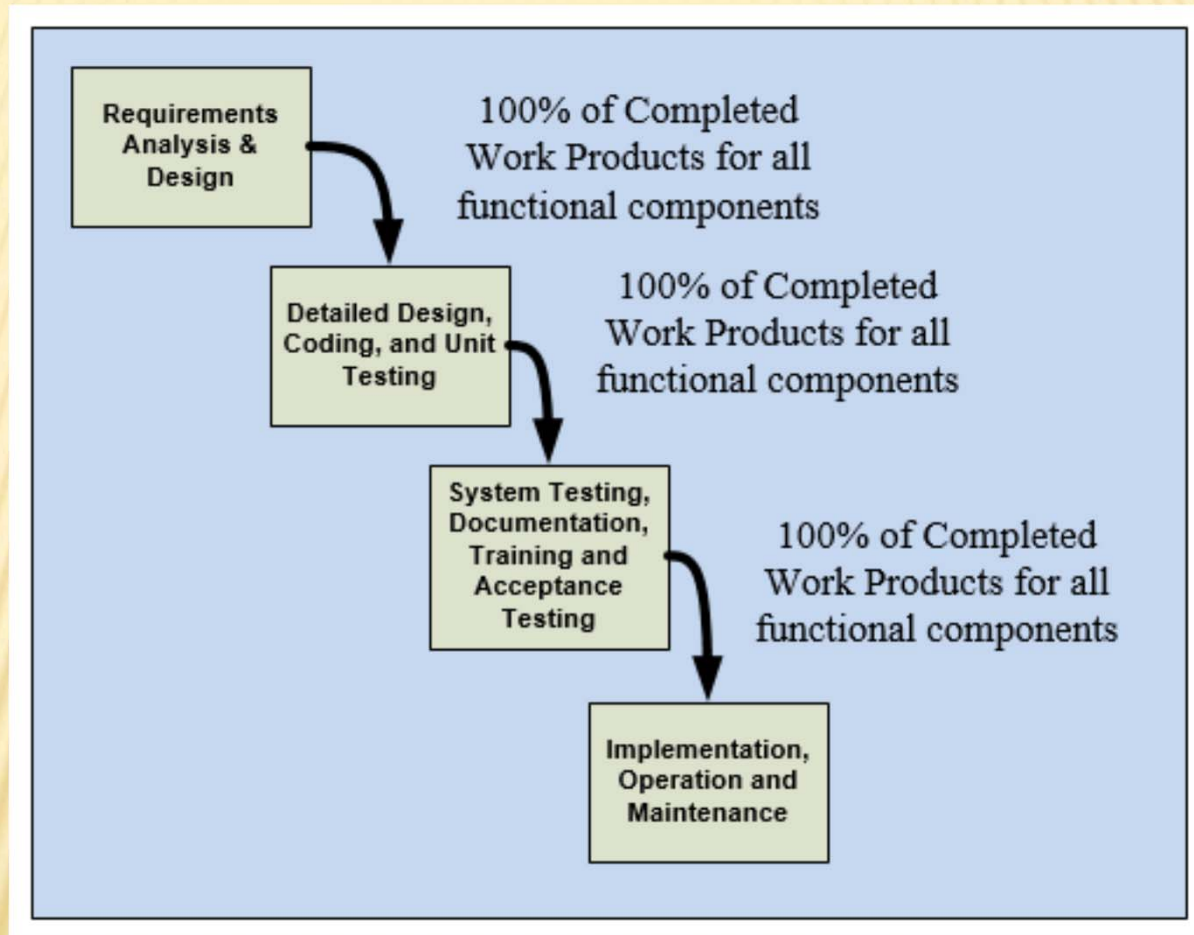 Requirements
Analysis &
Design
100% of Completed
Work Products for all
functional components
Detailed Design,
Coding, and Unit
Testing
100% of Completed
Work Products for all
functional components
System Testing,
Documentation,
Training and
Acceptance
Testing
100% of Completed
Work Products for all
functional components
Implementation,
Operation and
Maintenance